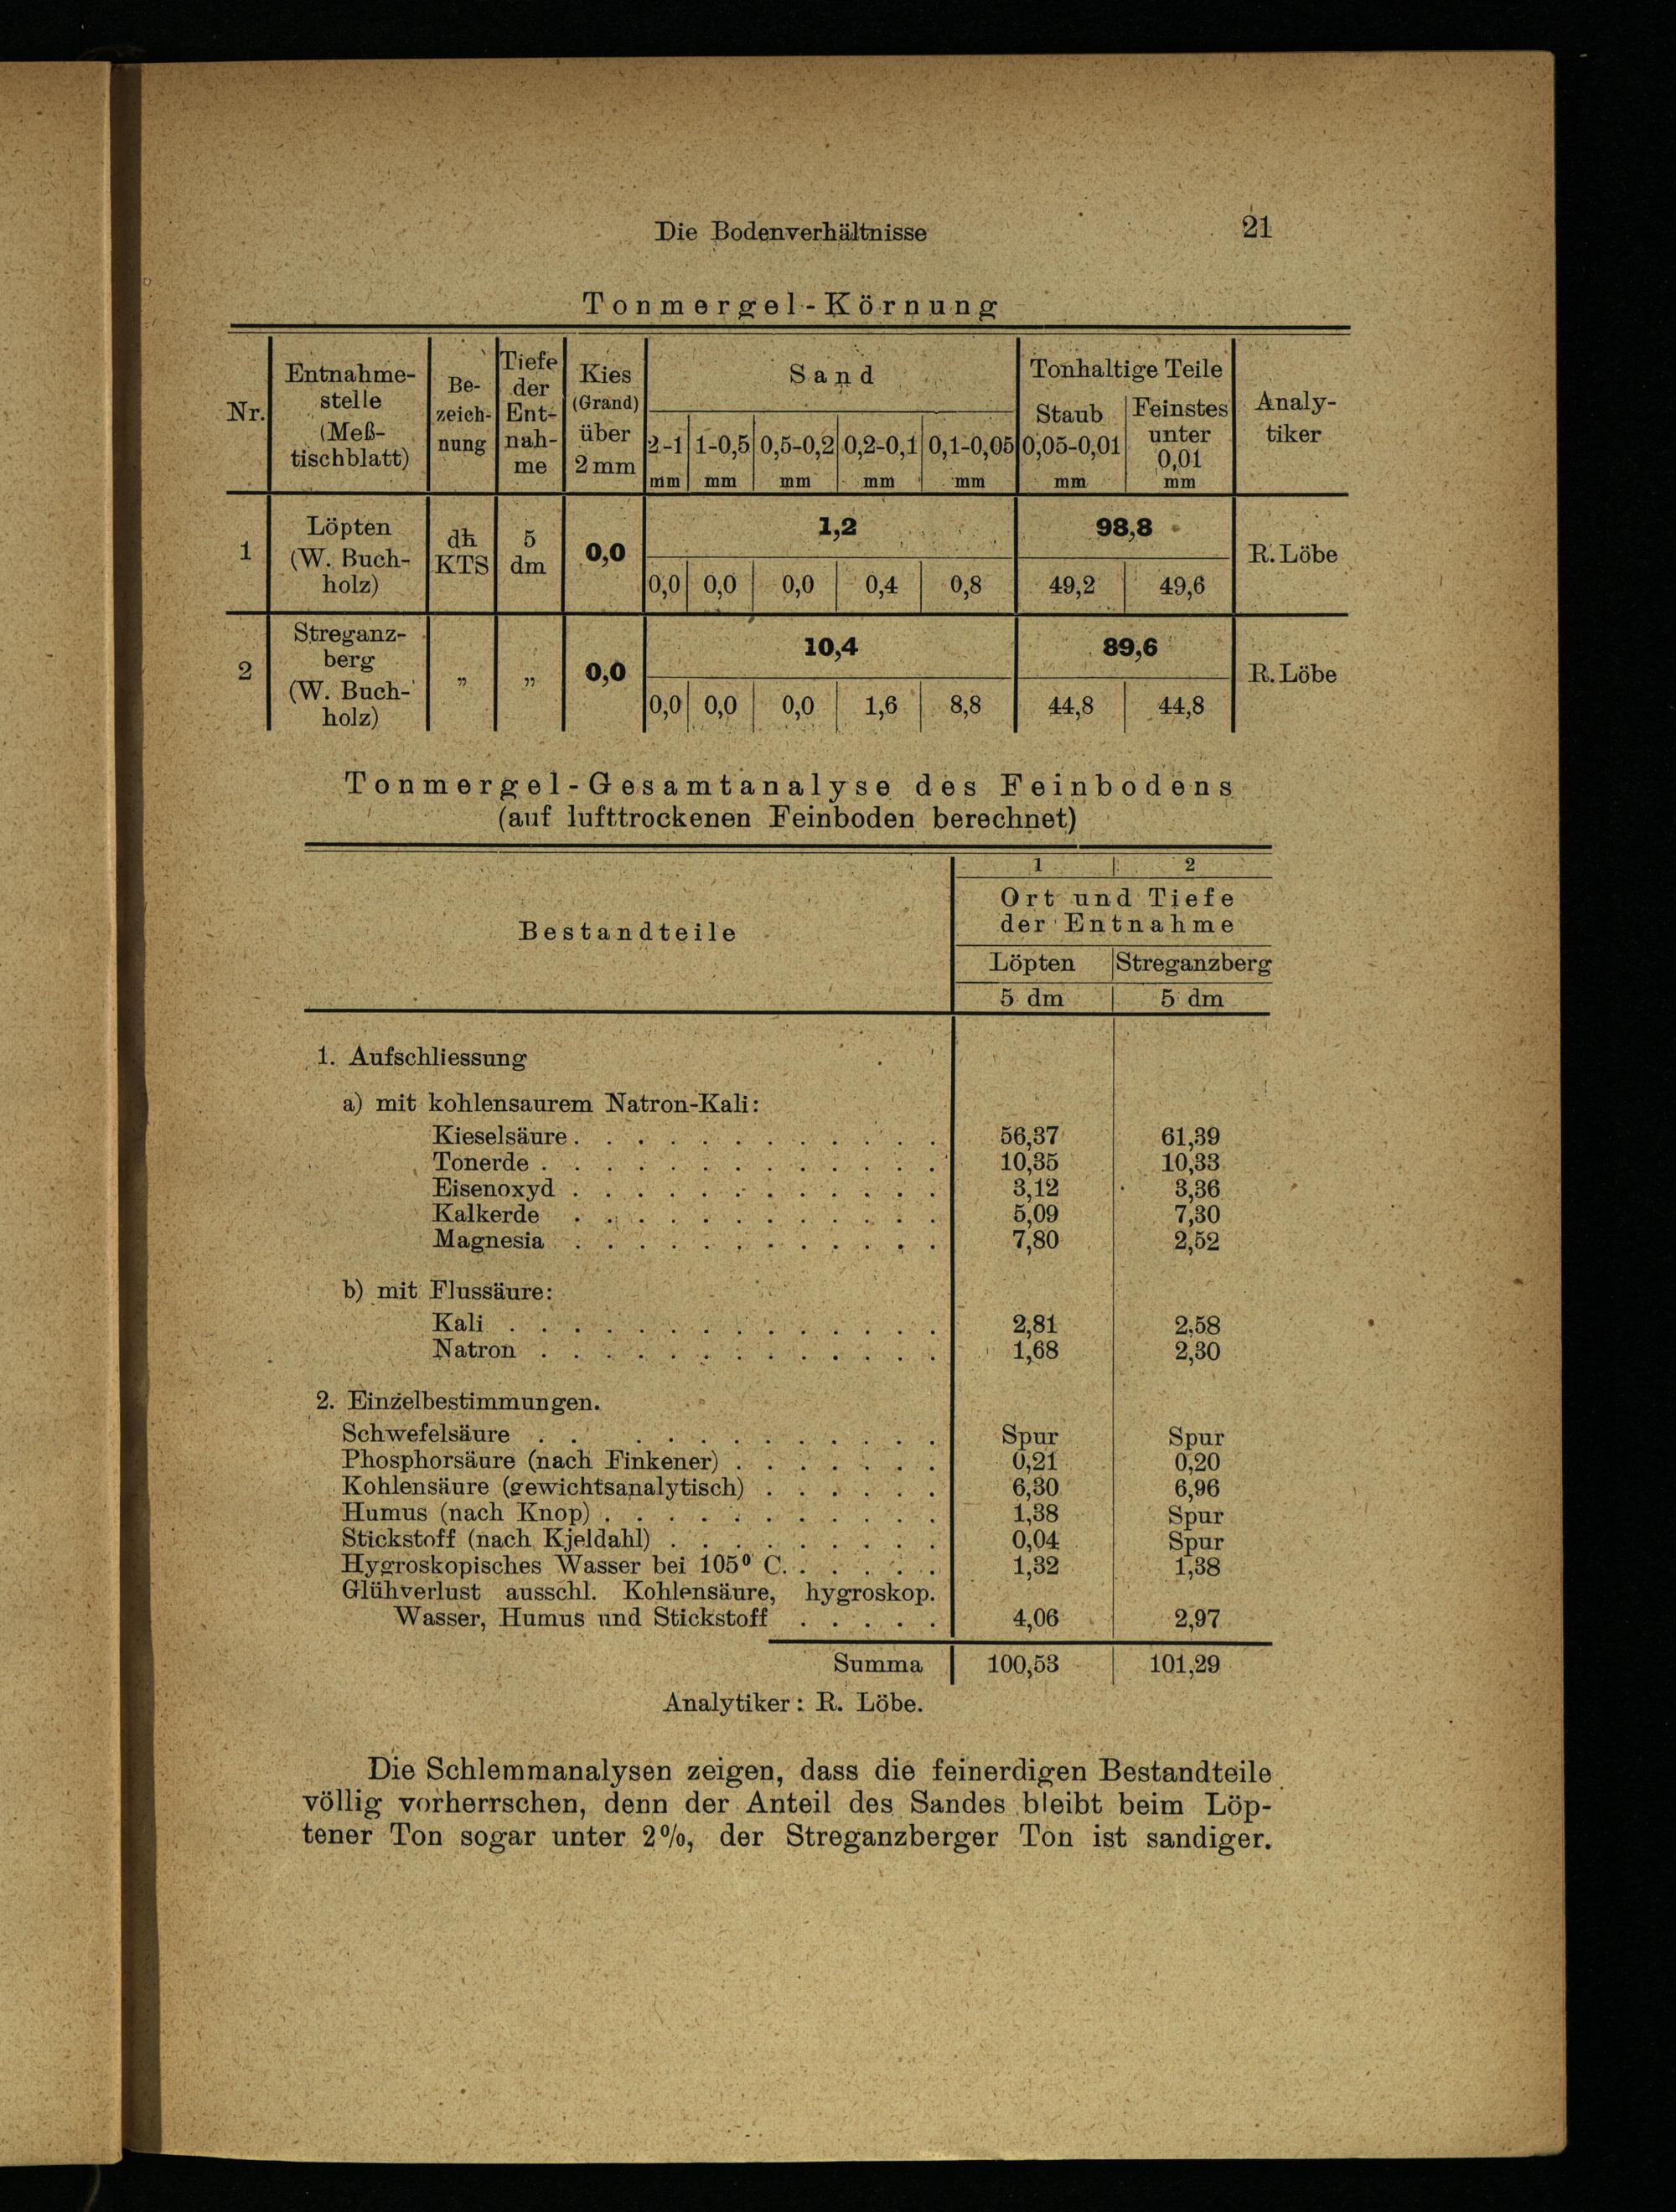 Die Bodenverhältnisse 21
Tonmergel-Körnung
Nr. | Entnahme-stelle (Meß-tischblatt) | Be-zeich-nung | Tiefe der Ent-nah-me | Kies (Grand) über 2mm | Sand | Tonhaltige Teile | Analy-tiker
2-1 mm | 1-0,5 mm | 0,5-0,2 mm | 0,2-0,1 mm | 0,1-0,05 mm | Staub 0,05-0,01 mm | Feinstes unter 0,01 mm
1 | Löpten (W. Buch-holz) | dh KTS | 5 dm | 0,0 | 1,2 | 98,8 | R. Löbe
0,0 | 0,0 | 0,0 | 0,4 | 0,8 | 49,2 | 49,6
2 | Streganz-berg (W. Buch-holz) | „ | „ | 0,0 | 10,4 | 89,6 | R. Löbe
0,0 | 0,0 | 0,0 | 1,6 | 8,8 | 44,8 | 44,8
Tonmergel-Gesamtanalyse des Feinbodens
(auf lufttrockenen Feinboden berechnet)
1 | 2
Bestandteile
Ort und Tiefe
der Entnahme
Löpten | Streganzberg
5 dm | 5 dm
1. Aufschliessung
a) mit kohlensaurem Natron-Kali:
Kieselsäure . . . 56,37 61,39
Tonerde . . . 10,35 10,33
Eisenoxyd . . . 3,12 3,36
Kalkerde . . . 5,09 7,30
Magnesia . . . 7,80 2,52
b) mit Flussäure:
Kali . . . 2,81 2,58
Natron . . . 1,68 2,30
2. Einzelbestimmungen.
Schwefelsäure . . . Spur Spur
Phosphorsäure (nach Finkener) . . . 0,21 0,20
Kohlensäure (gewichtsanalytisch) . . . 6,30 6,96
Humus (nach Knop) . . . 1,38 Spur
Stickstoff (nach Kjeldahl) . . . 0,04 Spur
Hygroskopisches Wasser bei 105⁰ C. . . . 1,32 1,38
Glühverlust ausschl. Kohlensäure, hygroskop.
Wasser, Humus und Stickstoff . . . 4,06 2,97
Summa 100,53 101,29
Analytiker: R. Löbe.
Die Schlemmanalysen zeigen, dass die feinerdigen Bestandteile
völlig vorherrschen, denn der Anteil des Sandes bleibt beim Löp-
tener Ton sogar unter 2%, der Streganzberger Ton ist sandiger.